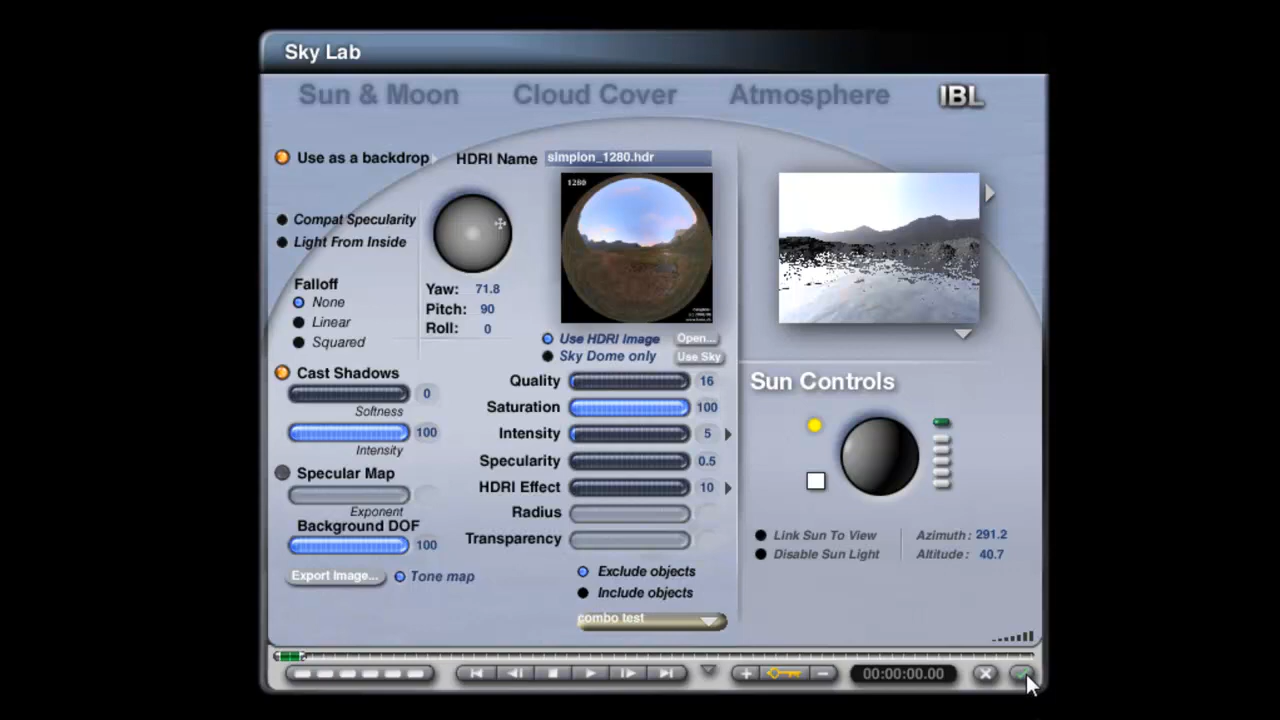 Sky Lab
Sun & Moon Cloud Cover Atmosphere IBL
Use as a backdrop
HDRI Name simplon_1280.hdr
1280
Compat Specularity
Light From Inside
Falloff
None
Linear
Squared
Yaw: 71.8
Pitch: 90
Roll: 0
Use HDRI Image Open...
Sky Dome only Use Sky
Cast Shadows
0
Softness
100
Intensity
Specular Map
Exponent
Background DOF
100
Export Image... Tone map
Quality 16
Saturation 100
Intensity 5
Specularity 0.5
HDRI Effect 10
Radius
Transparency
Exclude objects
Include objects
combo test
Sun Controls
Link Sun To View
Disable Sun Light
Azimuth: 291.2
Altitude: 40.7
00:00:00.00